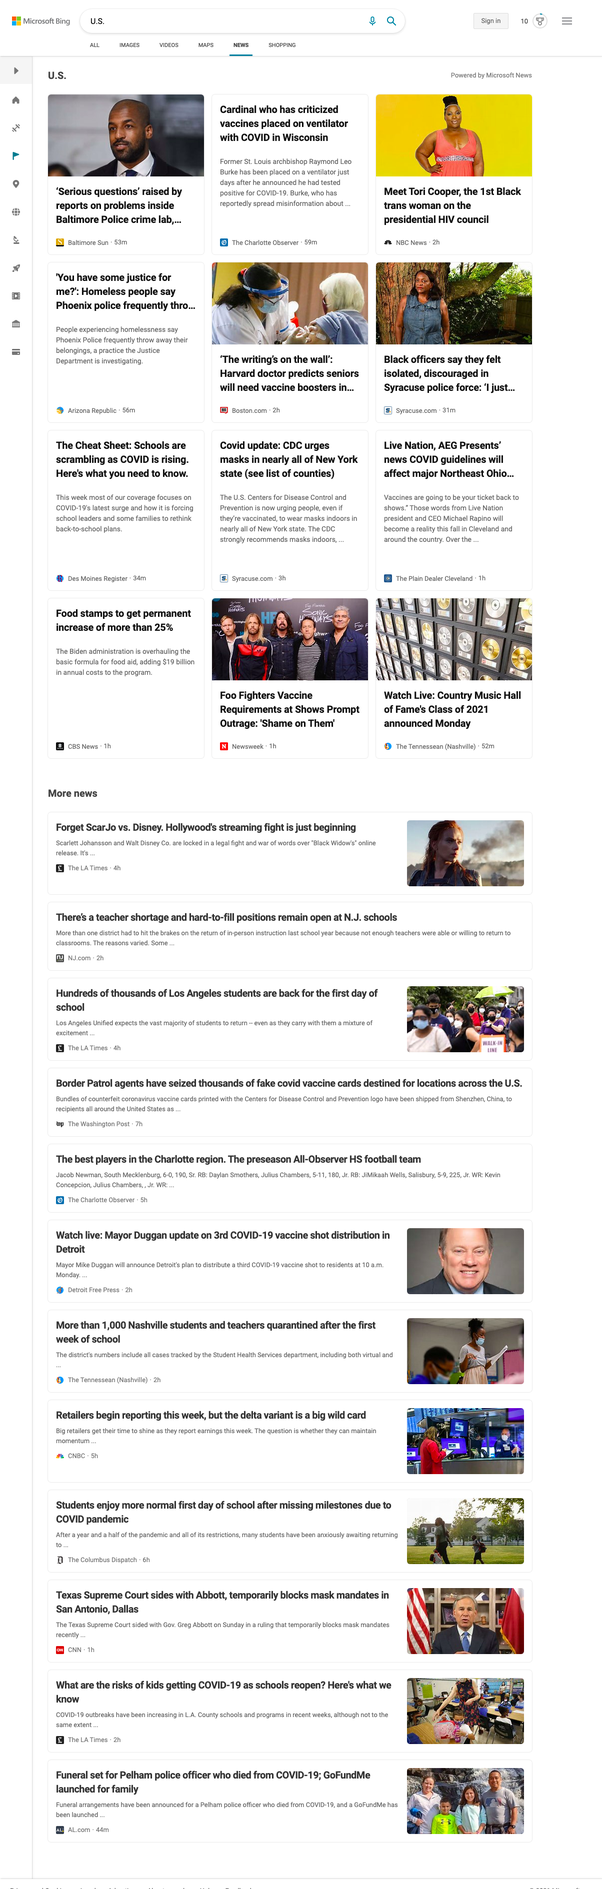 Microsoft Bing
U.S.
Sign in
10
ALL IMAGES VIDEOS MAPS NEWS SHOPPING
U.S.
Powered by Microsoft News
'Serious questions' raised by
reports on problems inside
Baltimore Police crime lab,...
Baltimore Sun · 53m
Cardinal who has criticized
vaccines placed on ventilator
with COVID in Wisconsin
Former St. Louis archbishop Raymond Leo
Burke has been placed on a ventilator just
days after he announced he had tested
positive for COVID-19. Burke, who has
reportedly spread misinformation about ...
The Charlotte Observer · 59m
Meet Tori Cooper, the 1st Black
trans woman on the
presidential HIV council
NBC News · 2h
'You have some justice for
me?': Homeless people say
Phoenix police frequently thro...
People experiencing homelessness say
Phoenix Police frequently throw away their
belongings, a practice the Justice
Department is investigating.
Arizona Republic · 56m
'The writing's on the wall':
Harvard doctor predicts seniors
will need vaccine boosters in...
Boston.com · 2h
Black officers say they felt
isolated, discouraged in
Syracuse police force: 'I just...
Syracuse.com · 31m
The Cheat Sheet: Schools are
scrambling as COVID is rising.
Here's what you need to know.
This week most of our coverage focuses on
COVID-19's latest surge and how it is forcing
school leaders and some families to rethink
back-to-school plans.
Des Moines Register · 34m
Covid update: CDC urges
masks in nearly all of New York
state (see list of counties)
The U.S. Centers for Disease Control and
Prevention is now urging people, even if
they're vaccinated, to wear masks indoors in
nearly all of New York state. The CDC
strongly recommends masks indoors, ...
Syracuse.com · 3h
Live Nation, AEG Presents'
news COVID guidelines will
affect major Northeast Ohio...
Vaccines are going to be your ticket back to
shows." Those words from Live Nation
president and CEO Michael Rapino will
become a reality this fall in Cleveland and
around the country. Over the ...
The Plain Dealer Cleveland · 1h
Food stamps to get permanent
increase of more than 25%
The Biden administration is overhauling the
basic formula for food aid, adding $19 billion
in annual costs to the program.
CBS News · 1h
Foo Fighters Vaccine
Requirements at Shows Prompt
Outrage: 'Shame on Them'
Newsweek · 1h
Watch Live: Country Music Hall
of Fame's Class of 2021
announced Monday
The Tennessean (Nashville) · 52m
More news
Forget ScarJo vs. Disney. Hollywood's streaming fight is just beginning
Scarlett Johansson and Walt Disney Co. are locked in a legal fight and war of words over "Black Widow's" online
release. It's ...
The LA Times · 4h
There's a teacher shortage and hard-to-fill positions remain open at N.J. schools
More than one district had to hit the brakes on the return of in-person instruction last school year because not enough teachers were able or willing to return to
classrooms. The reasons varied. Some ...
NJ.com · 2h
Hundreds of thousands of Los Angeles students are back for the first day of
school
Los Angeles Unified expects the vast majority of students to return – even as they carry with them a mixture of
excitement ...
The LA Times · 4h
WALK-IN
LINE
Border Patrol agents have seized thousands of fake covid vaccine cards destined for locations across the U.S.
Bundles of counterfeit coronavirus vaccine cards printed with the Centers for Disease Control and Prevention logo have been shipped from Shenzhen, China, to
recipients all around the United States as ...
The Washington Post · 7h
The best players in the Charlotte region. The preseason All-Observer HS football team
Jacob Newman, South Mecklenburg, 6-0, 190, Sr. RB: Daylan Smothers, Julius Chambers, 5-11, 180, Jr. RB: JiMikaah Wells, Salisbury, 5-9, 225, Jr. WR: Kevin
Concepcion, Julius Chambers, , Jr. WR: ...
The Charlotte Observer · 5h
Watch live: Mayor Duggan update on 3rd COVID-19 vaccine shot distribution in
Detroit
Mayor Mike Duggan will announce Detroit's plan to distribute a third COVID-19 vaccine shot to residents at 10 a.m.
Monday. ...
Detroit Free Press · 2h
More than 1,000 Nashville students and teachers quarantined after the first
week of school
The district's numbers include all cases tracked by the Student Health Services department, including both virtual and
...
The Tennessean (Nashville) · 2h
Retailers begin reporting this week, but the delta variant is a big wild card
Big retailers get their time to shine as they report earnings this week. The question is whether they can maintain
momentum ...
CNBC · 5h
Students enjoy more normal first day of school after missing milestones due to
COVID pandemic
After a year and a half of the pandemic and all of its restrictions, many students have been anxiously awaiting returning
to ...
The Columbus Dispatch · 6h
Texas Supreme Court sides with Abbott, temporarily blocks mask mandates in
San Antonio, Dallas
The Texas Supreme Court sided with Gov. Greg Abbott on Sunday in a ruling that temporarily blocks mask mandates
recently ...
CNN · 1h
What are the risks of kids getting COVID-19 as schools reopen? Here's what we
know
COVID-19 outbreaks have been increasing in L.A. County schools and programs in recent weeks, although not to the
same extent ...
The LA Times · 2h
Funeral set for Pelham police officer who died from COVID-19; GoFundMe
launched for family
Funeral arrangements have been announced for a Pelham police officer who died from COVID-19, and a GoFundMe has
been launched ...
AL.com · 44m